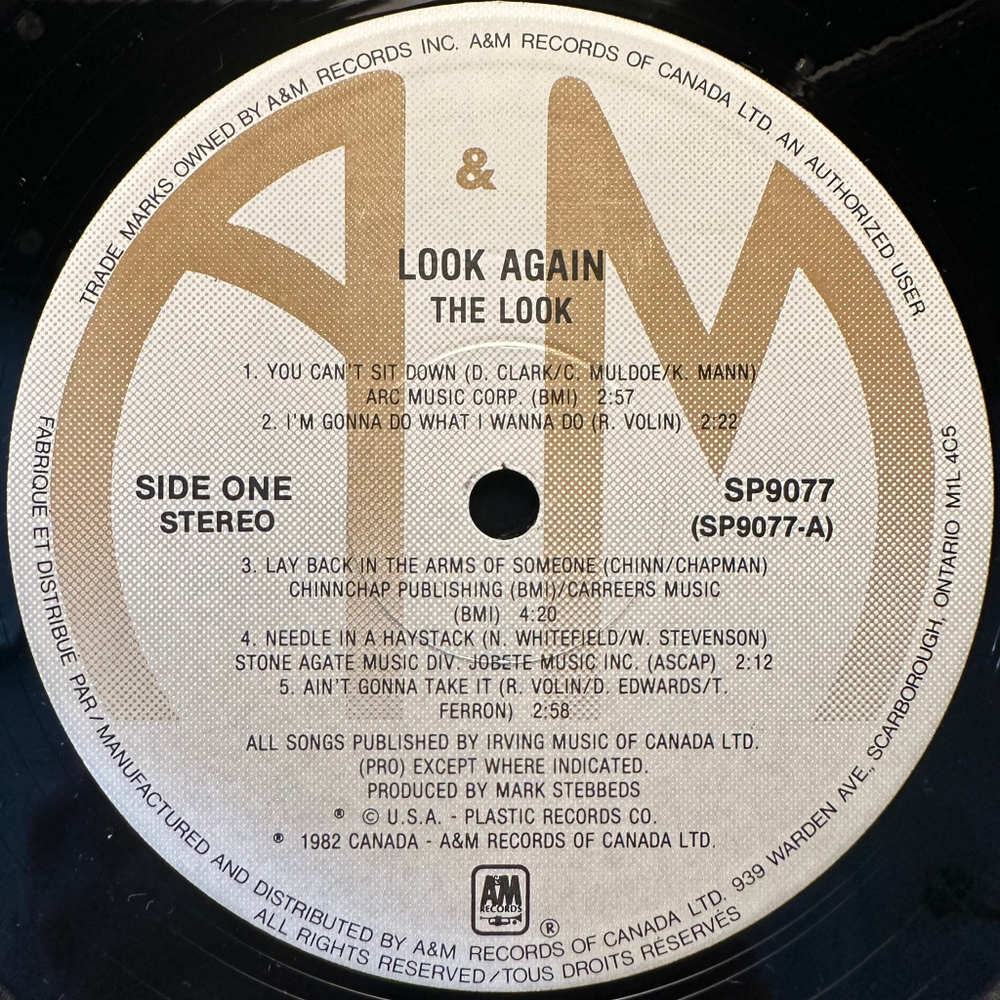 TRADE MARKS OWNED BY A&M RECORDS INC. A&M RECORDS OF CANADA LTD. AN AUTHORIZED USER
&
LOOK AGAIN
THE LOOK
1. YOU CAN'T SIT DOWN (D. CLARK/C. MULDOE/K. MANN)
ARC MUSIC CORP. (BMI) 2:57
2. I'M GONNA DO WHAT I WANNA DO (R. VOLIN) 2:22
SIDE ONE
STEREO
SP9077
(SP9077-A)
3. LAY BACK IN THE ARMS OF SOMEONE (CHINN/CHAPMAN)
CHINNCHAP PUBLISHING (BMI)/CARREERS MUSIC
(BMI) 4:20
4. NEEDLE IN A HAYSTACK (N. WHITEFIELD/W. STEVENSON)
STONE AGATE MUSIC DIV. JOBETE MUSIC INC. (ASCAP) 2:12
5. AIN'T GONNA TAKE IT (R. VOLIN/D. EDWARDS/T.
FERRON) 2:58
ALL SONGS PUBLISHED BY IRVING MUSIC OF CANADA LTD.
(PRO) EXCEPT WHERE INDICATED.
PRODUCED BY MARK STEBBEDS
℗ © U.S.A. - PLASTIC RECORDS CO.
℗ 1982 CANADA - A&M RECORDS OF CANADA LTD.
A&M
RECORDS
®
FABRIQUÉ ET DISTRIBUÉ PAR / MANUFACTURED AND DISTRIBUTED BY A&M RECORDS OF CANADA LTD. 939 WARDEN AVE., SCARBOROUGH, ONTARIO M1L 4C5
ALL RIGHTS RESERVED/TOUS DROITS RÉSERVÉS